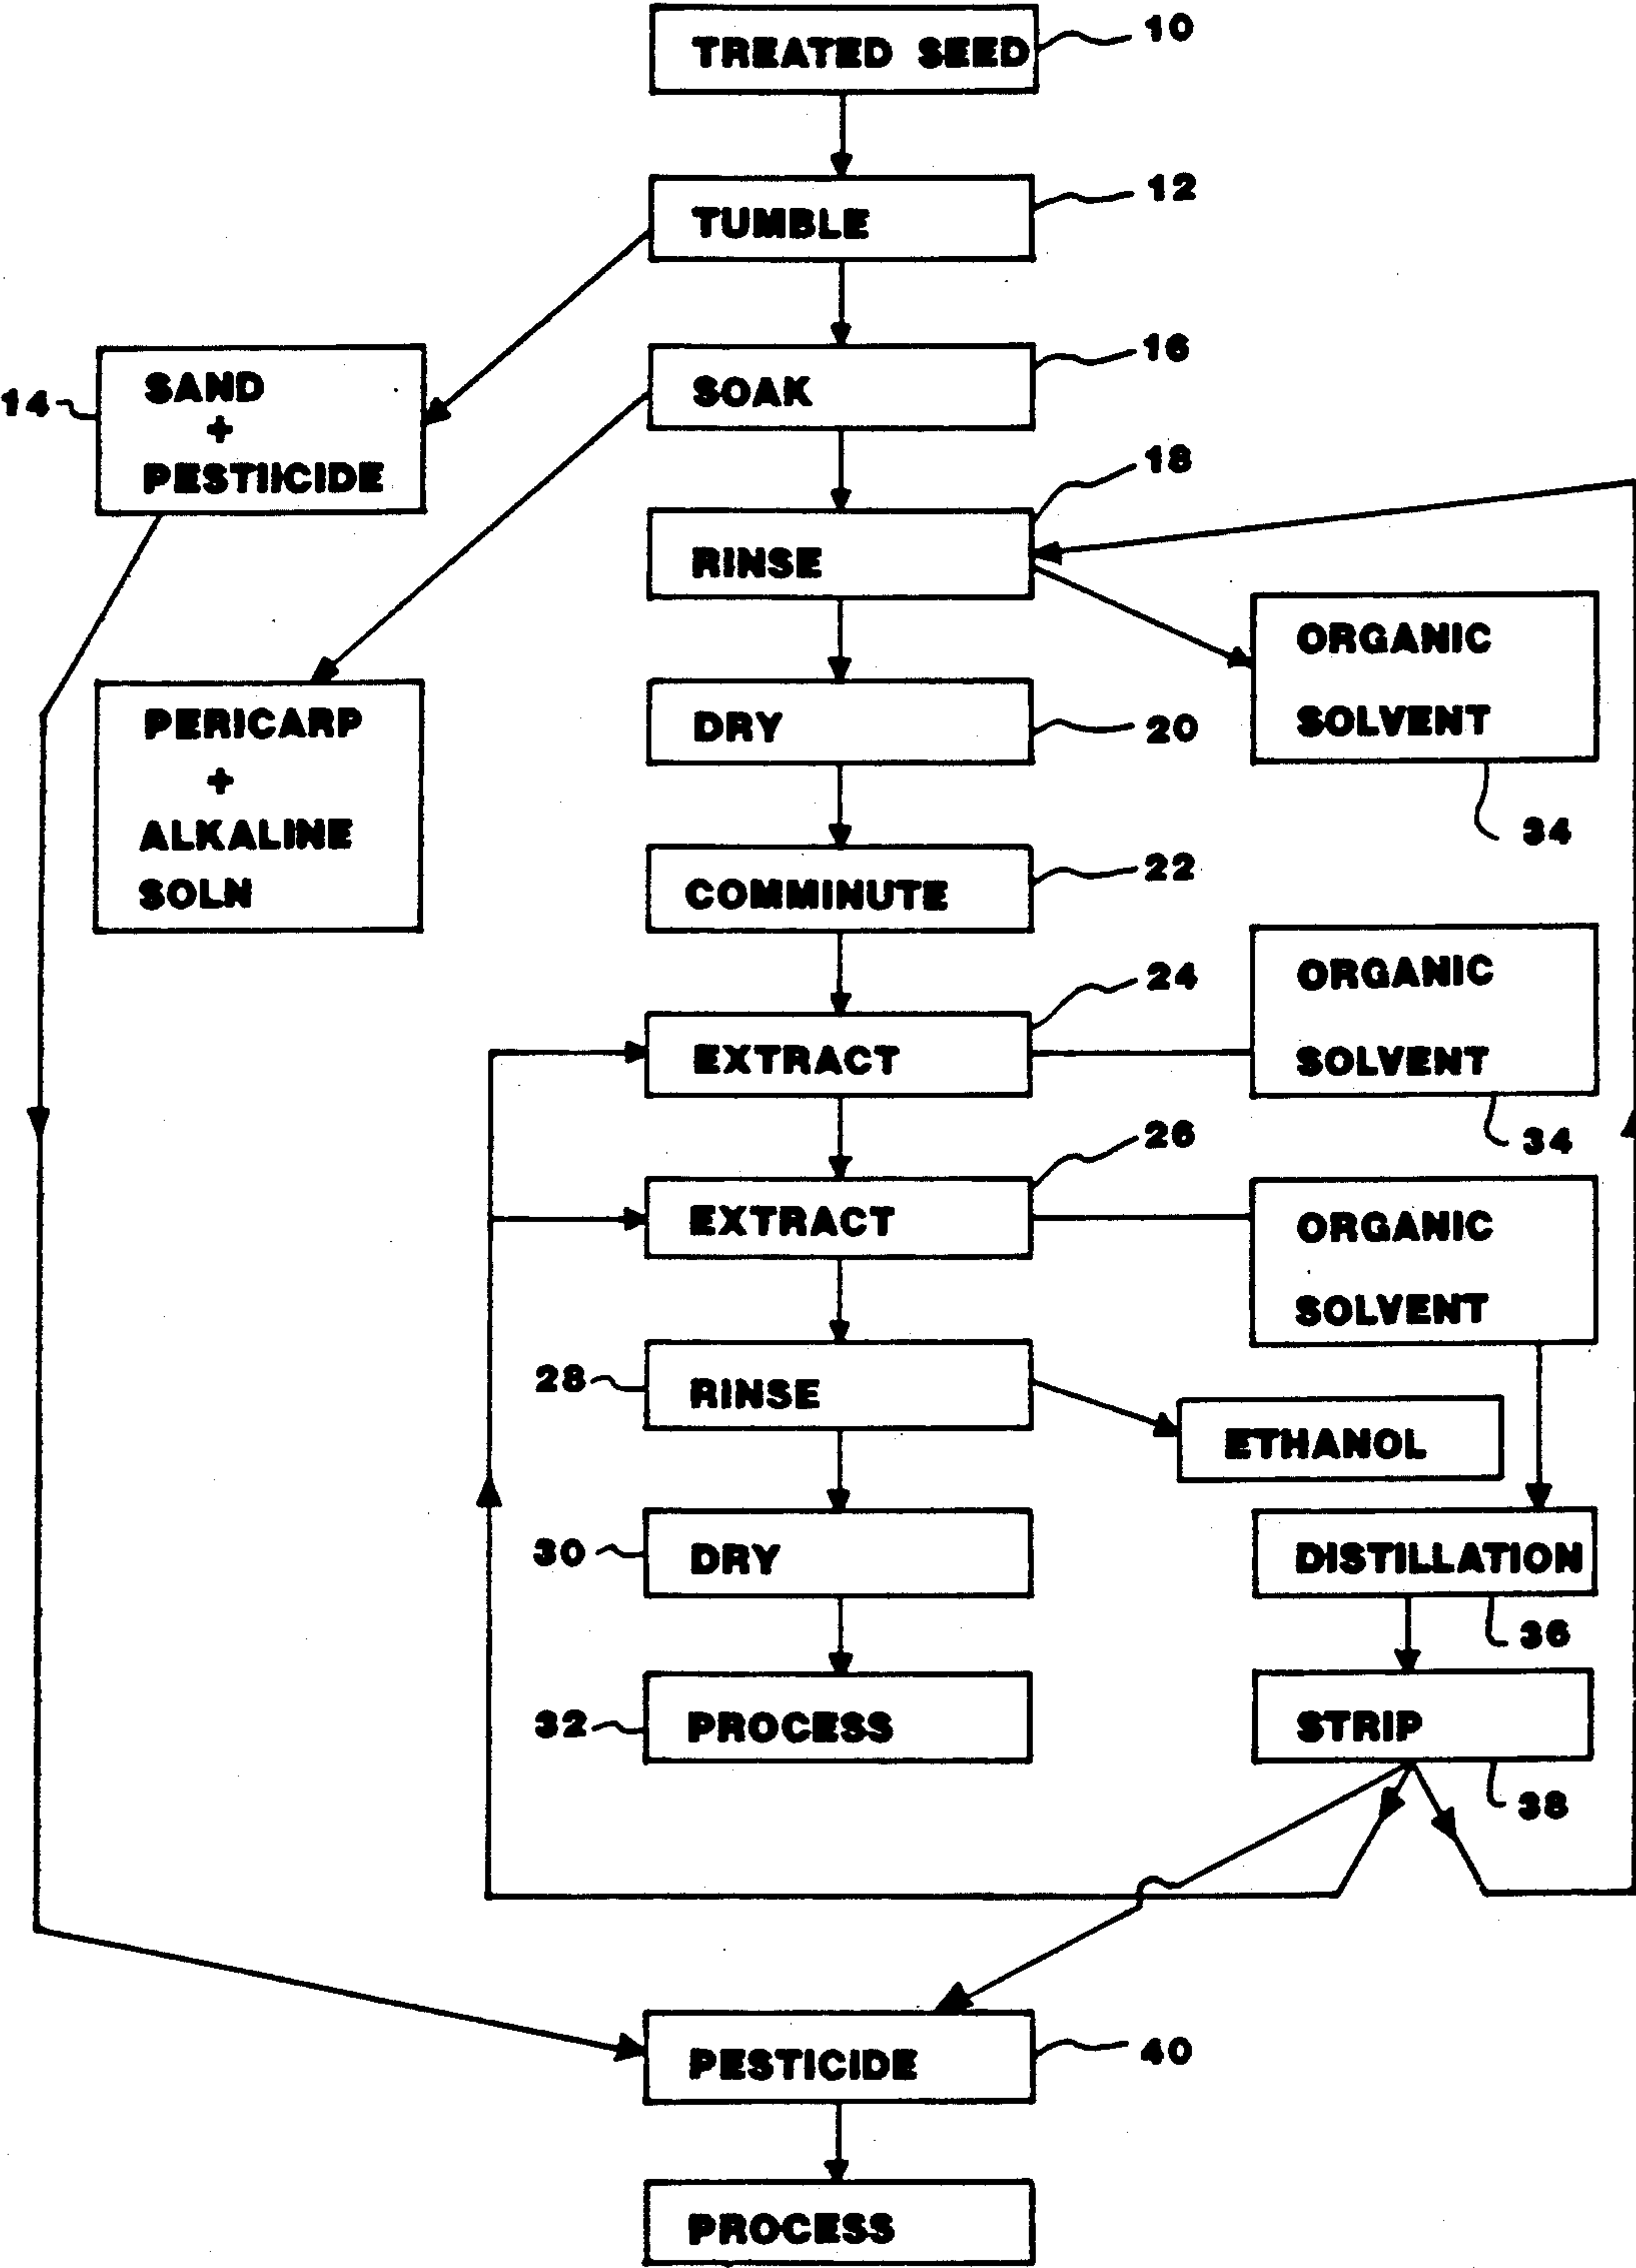 TREATED SEED
10
TUMBLE
12
SOAK
16
14
SAND
+
PESTIICIDE
RINSE
18
ORGANIC
SOLVENT
34
PERICARP
+
ALKALINE
SOLN
DRY
20
COMMINUTE
22
EXTRACT
24
ORGANIC
SOLVENT
34
EXTRACT
26
ORGANIC
SOLVENT
28
RINSE
ETHANOL
30
DRY
DISTILLATION
36
32
PROCESS
STRIP
38
PESTICIDE
40
PROCESS